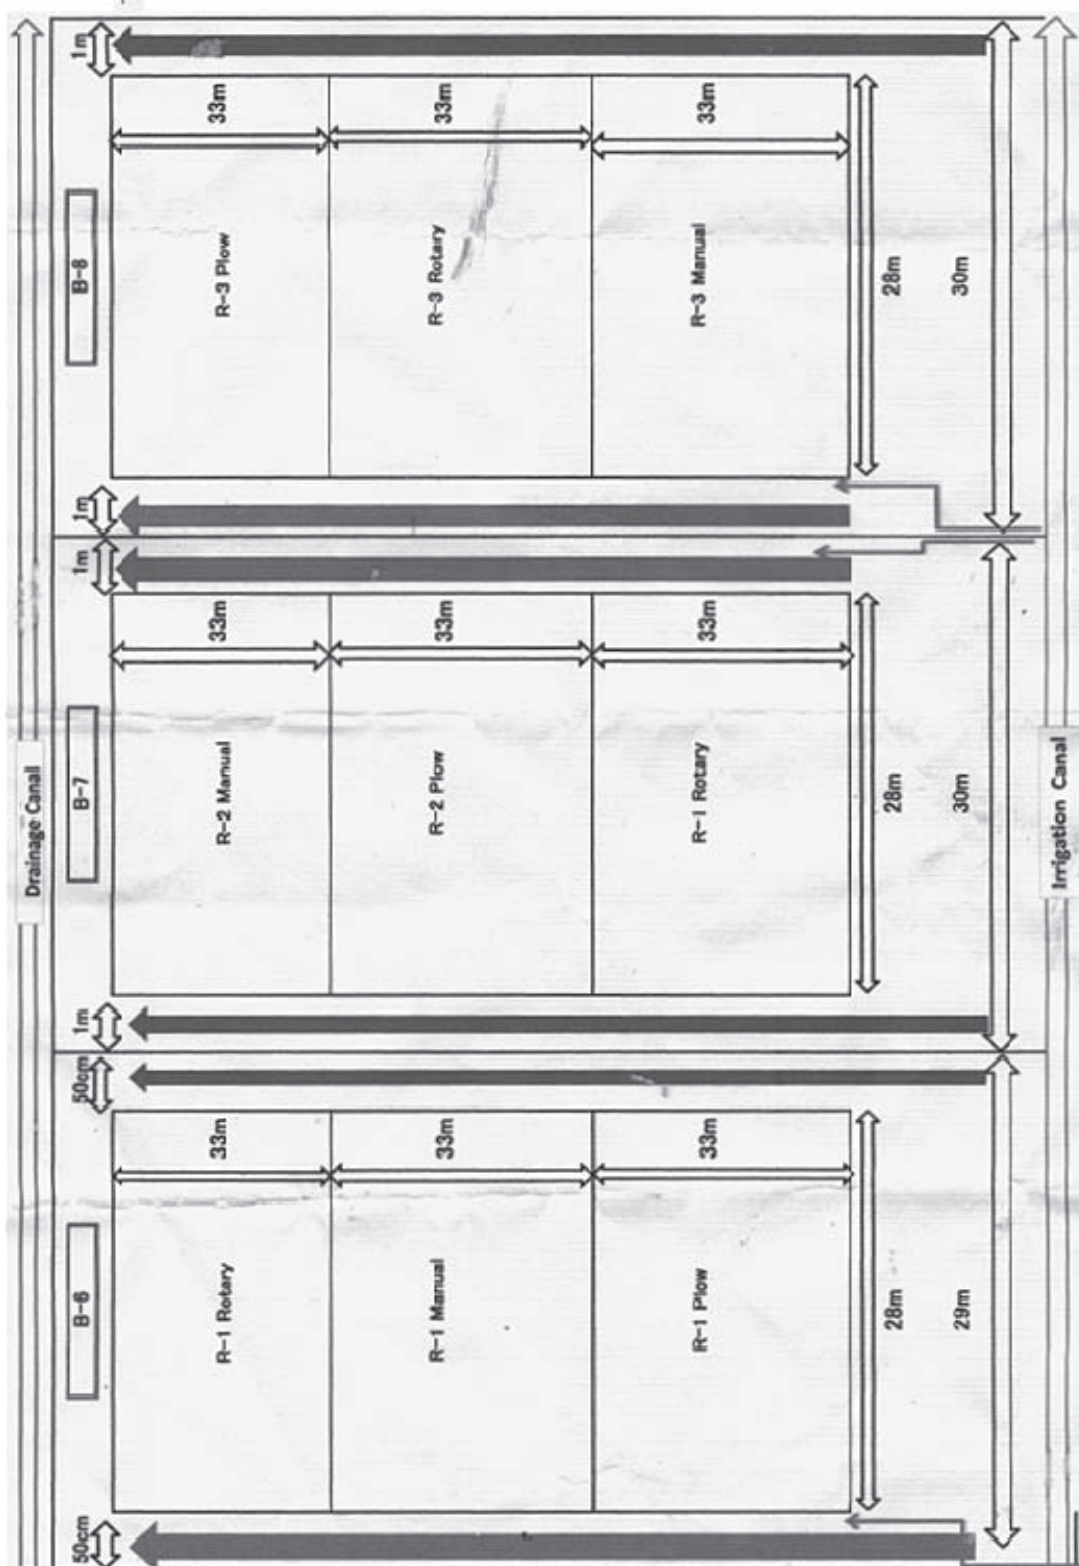 Drainage Canal
50cm 50cm 1m 1m 1m 1m
B-6 B-7 B-8
R-1 Rotary 33m R-2 Manual 33m R-3 Plow 33m
R-1 Manual 33m R-2 Plow 33m R-3 Rotary 33m
R-1 Plow 33m R-1 Rotary 33m R-3 Manual 33m
28m 28m 28m
29m 30m 30m
Irrigation Canal